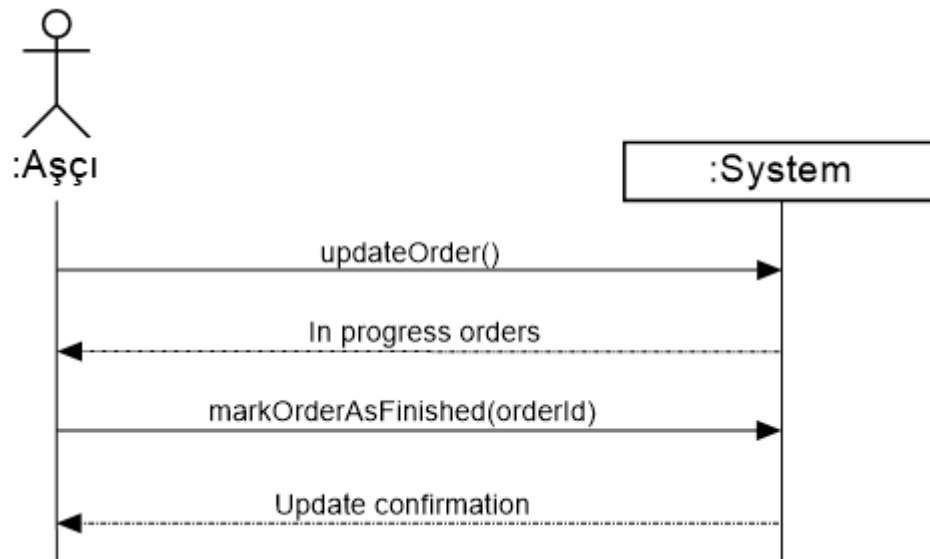 :Aşçı
:System
updateOrder()
In progress orders
markOrderAsFinished(orderId)
Update confirmation